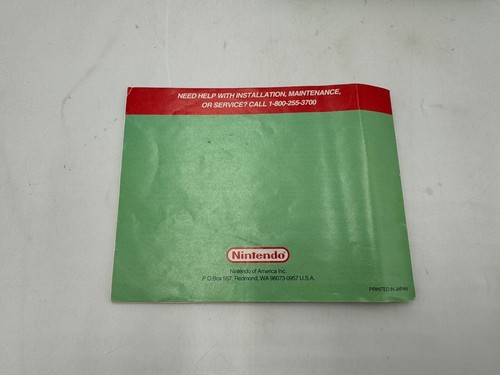 NEED HELP WITH INSTALLATION, MAINTENANCE,
OR SERVICE? CALL 1-800-255-3700
Nintendo
Nintendo of America Inc.
P.O.Box 957, Redmond, WA 98073-0957 U.S.A.
PRINTED IN JAPAN